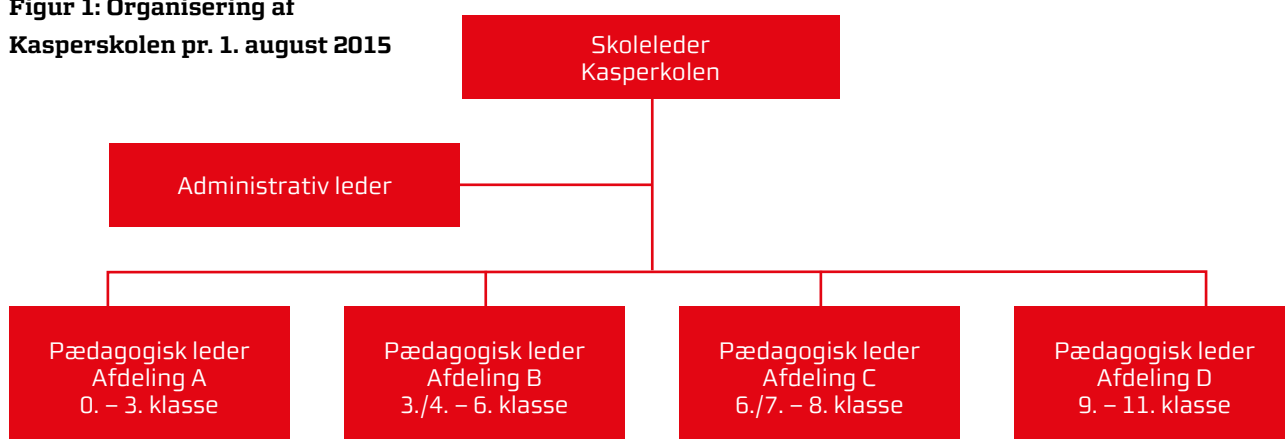 Figur 1: Organisering af
Kasperskolen pr. 1. august 2015
Skoleleder
Kasperkolen
Administrativ leder
Pædagogisk leder
Afdeling A
0. – 3. klasse
Pædagogisk leder
Afdeling B
3./4. – 6. klasse
Pædagogisk leder
Afdeling C
6./7. – 8. klasse
Pædagogisk leder
Afdeling D
9. – 11. klasse